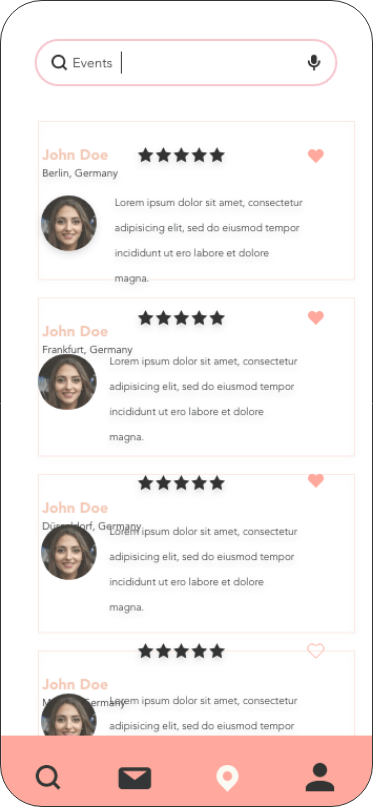 Events
John Doe
Berlin, Germany
Lorem ipsum dolor sit amet, consectetur
adipisicing elit, sed do eiusmod tempor
incididunt ut ero labore et dolore
magna.
John Doe
Frankfurt, Germany
Lorem ipsum dolor sit amet, consectetur
adipisicing elit, sed do eiusmod tempor
incididunt ut ero labore et dolore
magna.
John Doe
Düsseldorf, Germany
Lorem ipsum dolor sit amet, consectetur
adipisicing elit, sed do eiusmod tempor
incididunt ut ero labore et dolore
magna.
John Doe
Germany
Lorem ipsum dolor sit amet, consectetur
adipisicing elit, sed do eiusmod tempor